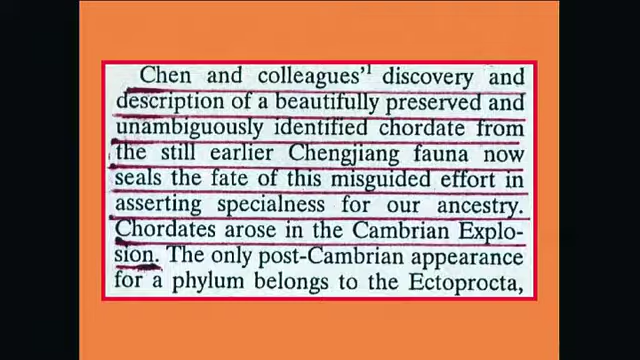 Chen and colleagues'¹ discovery and
description of a beautifully preserved and
unambiguously identified chordate from
the still earlier Chengjiang fauna now
seals the fate of this misguided effort in
asserting specialness for our ancestry.
Chordates arose in the Cambrian Explo-
sion. The only post-Cambrian appearance
for a phylum belongs to the Ectoprocta,